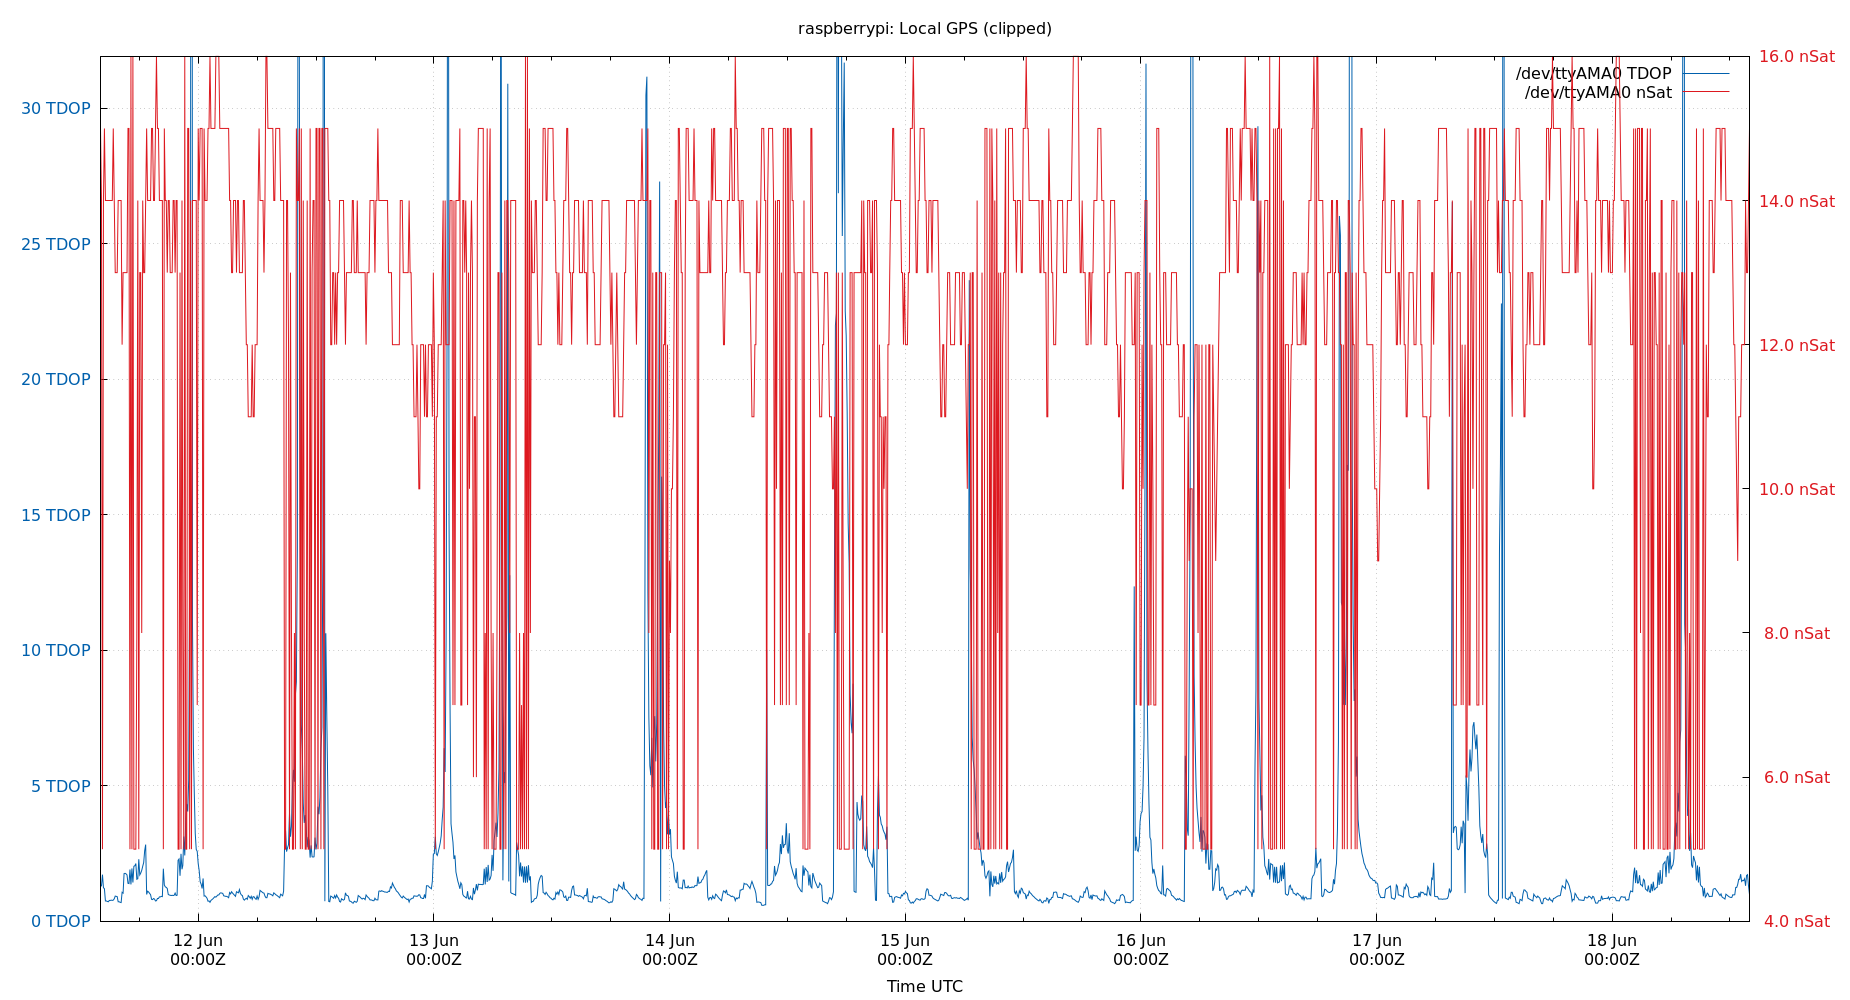 raspberrypi: Local GPS (clipped)
/dev/ttyAMA0 TDOP
/dev/ttyAMA0 nSat
30 TDOP
25 TDOP
20 TDOP
15 TDOP
10 TDOP
5 TDOP
0 TDOP
16.0 nSat
14.0 nSat
12.0 nSat
10.0 nSat
8.0 nSat
6.0 nSat
4.0 nSat
12 Jun
00:00Z
13 Jun
00:00Z
14 Jun
00:00Z
15 Jun
00:00Z
16 Jun
00:00Z
17 Jun
00:00Z
18 Jun
00:00Z
Time UTC